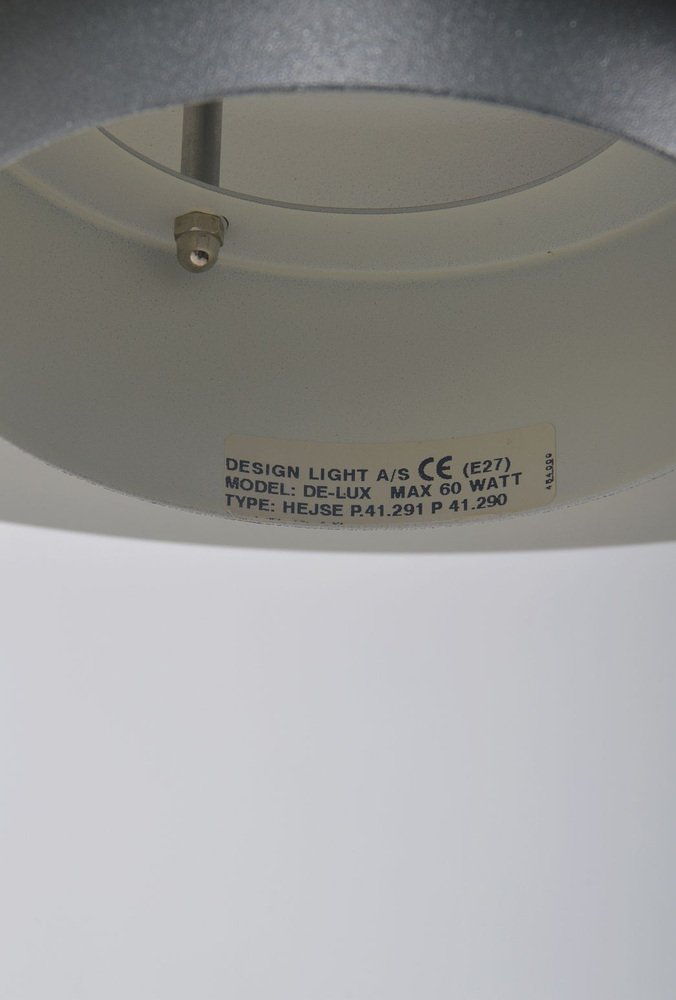 DESIGN LIGHT A/S CE (E27)
MODEL: DE-LUX MAX 60 WATT
TYPE: HEJSE P.41.291 P 41.290